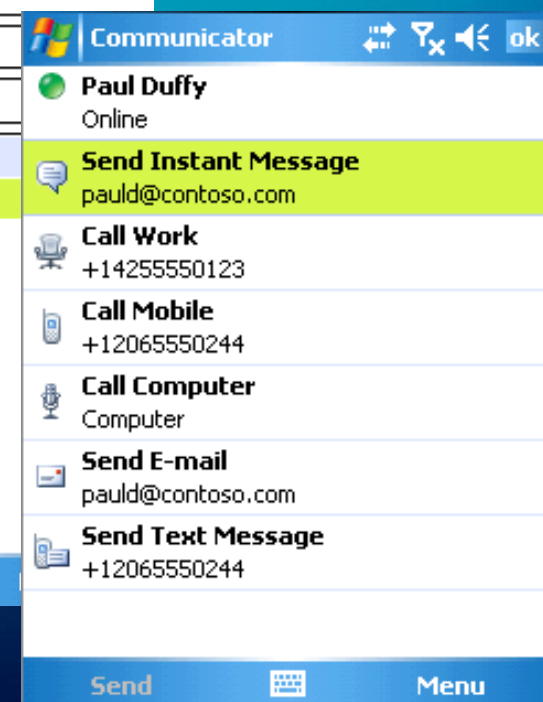 Communicator
ok
Paul Duffy
Online
Send Instant Message
pauld@contoso.com
Call Work
+14255550123
Call Mobile
+12065550244
Call Computer
Computer
Send E-mail
pauld@contoso.com
Send Text Message
+12065550244
Send
Menu